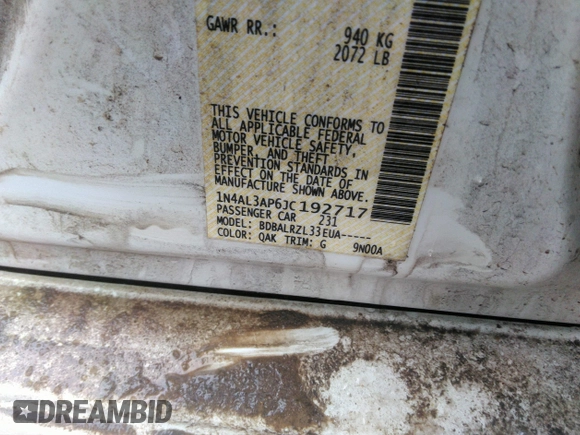 GAWR RR.: 940 KG
2072 LB
THIS VEHICLE CONFORMS TO
ALL APPLICABLE FEDERAL
MOTOR VEHICLE SAFETY,
BUMPER, AND THEFT
PREVENTION STANDARDS IN
EFFECT ON THE DATE OF
MANUFACTURE SHOWN ABOVE.
1N4AL3AP6JC192717
PASSENGER CAR 231
MODEL: BDBALRZL33EUA-----
COLOR: QAK TRIM: G 9N00A
DREAMBID